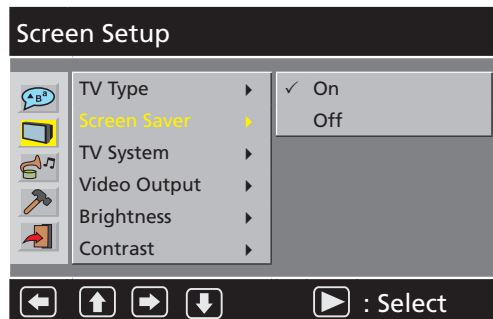 Screen Setup
TV Type
Screen Saver
TV System
Video Output
Brightness
Contrast
✓ On
Off
: Select